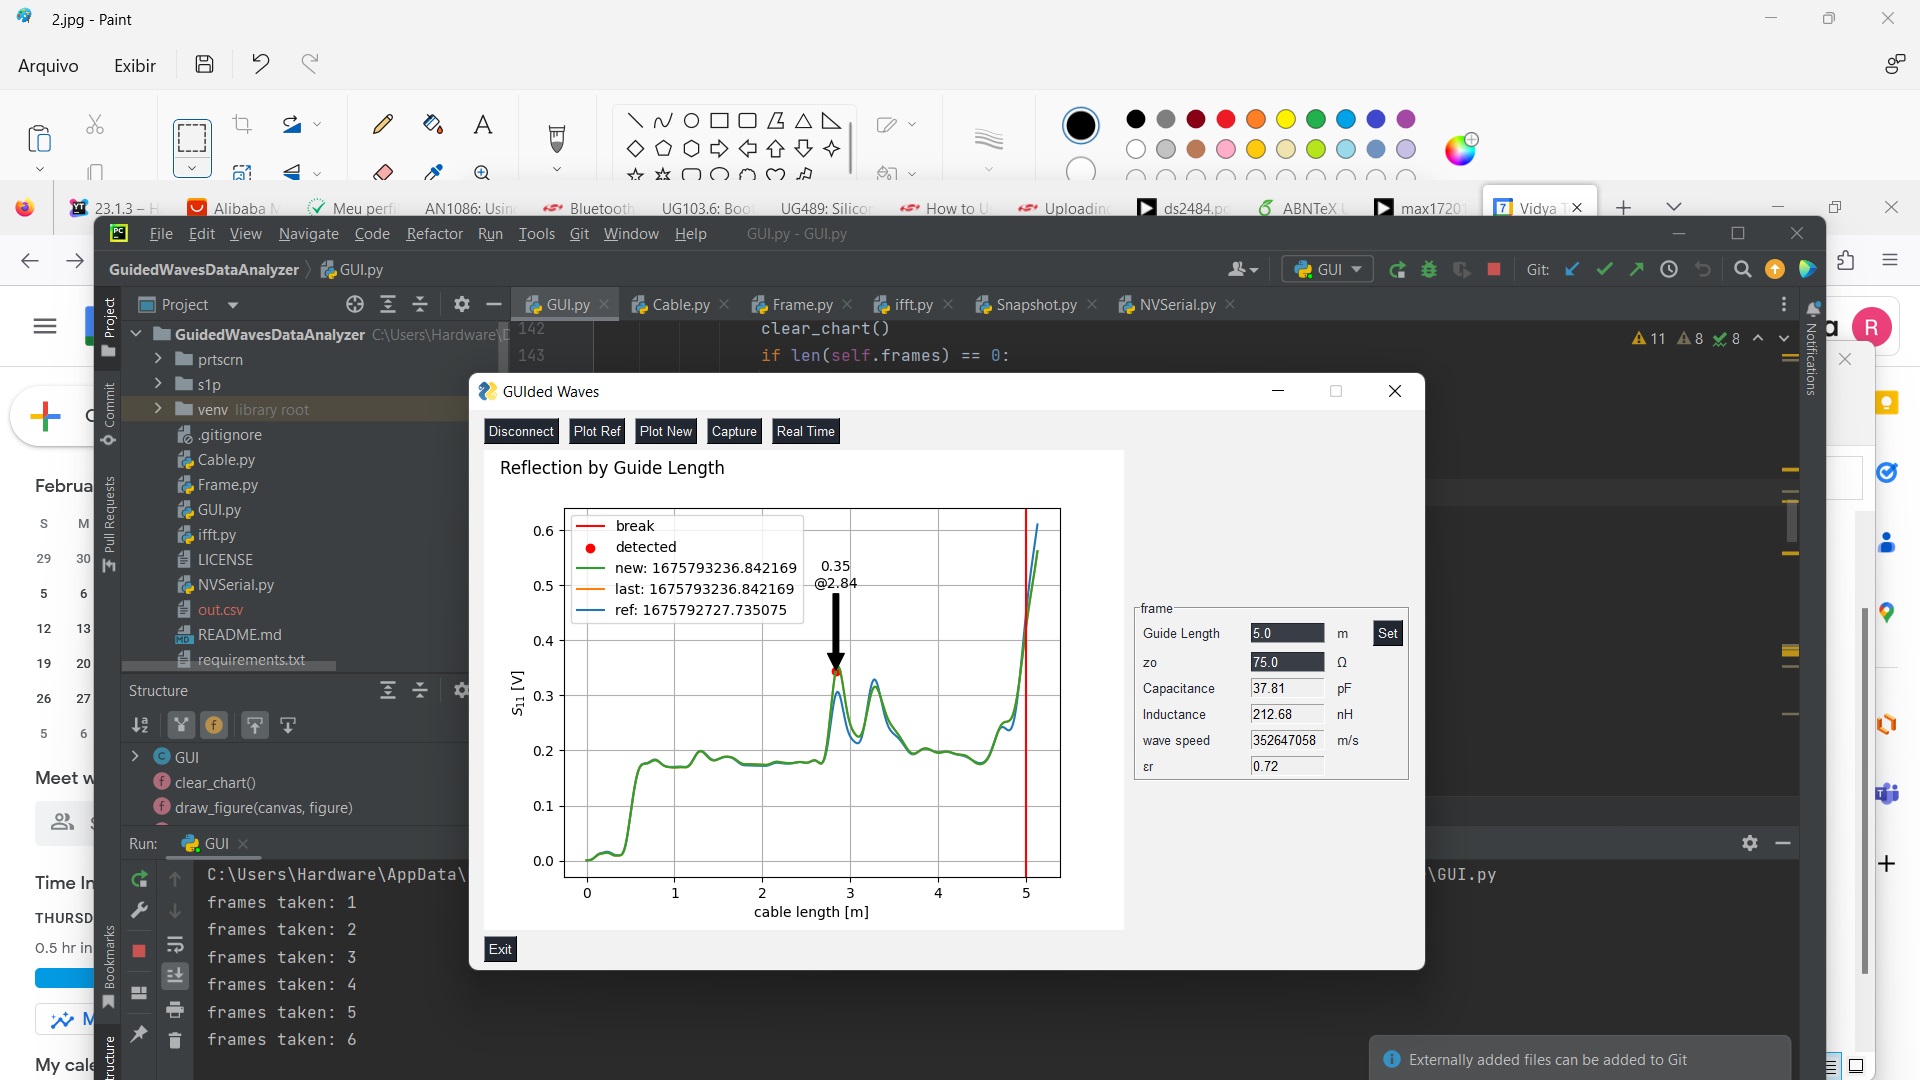 2.jpg - Paint
Arquivo Exibir
23.1.3 – H Alibaba M Meu perfi AN1086: Usin Bluetooth UG103.6: Boo UG489: Silico How to U Uploading ds2484.pd ABNTeX max1720 Vidya T
File Edit View Navigate Code Refactor Run Tools Git Window Help GUI.py - GUI.py
GuidedWavesDataAnalyzer GUI.py GUI Git:
Project GUI.py Cable.py Frame.py ifft.py Snapshot.py NVSerial.py
GuidedWavesDataAnalyzer C:\Users\Hardware\D
142 clear_chart()
143 if len(self.frames) == 0:
11 8 8
R
Project
Commit
Pull Requests
Bookmarks
Notifications
prtscrn
s1p
venv library root
.gitignore
Cable.py
Frame.py
GUI.py
ifft.py
LICENSE
NVSerial.py
out.csv
README.md
requirements.txt
Structure
GUI
clear_chart()
draw_figure(canvas, figure)
GUIded Waves
Disconnect Plot Ref Plot New Capture Real Time
Reflection by Guide Length
break
detected
new: 1675793236.842169
last: 1675793236.842169
ref: 1675792727.735075
0.35
@2.84
0.6
0.5
0.4
0.3
0.2
0.1
0.0
S11 [V]
0 1 2 3 4 5
cable length [m]
frame
Guide Length 5.0 m Set
zo 75.0 Ω
Capacitance 37.81 pF
Inductance 212.68 nH
wave speed 352647058 m/s
εr 0.72
Exit
Run: GUI
C:\Users\Hardware\AppData\ \GUI.py
frames taken: 1
frames taken: 2
frames taken: 3
frames taken: 4
frames taken: 5
frames taken: 6
Externally added files can be added to Git
Februa
S M
29 30
5 6
12 13
19 20
26 27
5 6
Meet w
Time In
THURSD
0.5 hr in
M
My cale